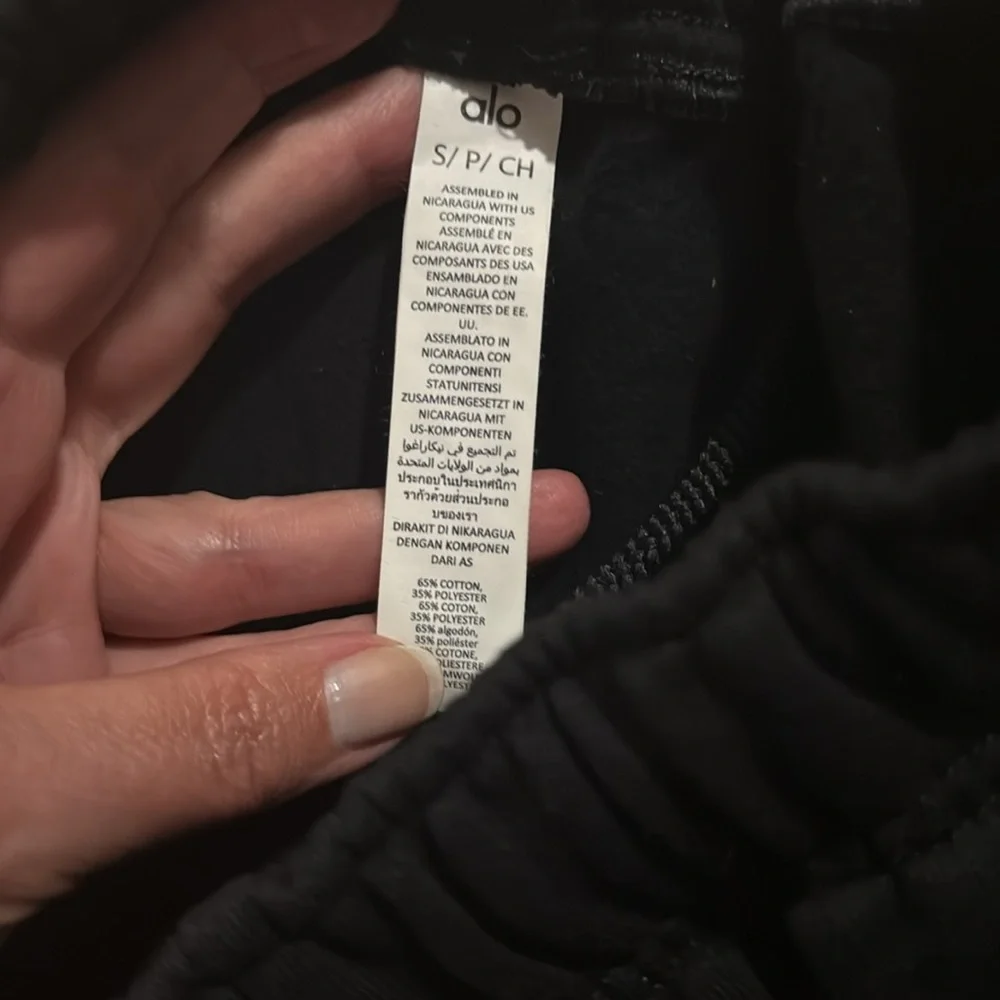 alo
S/ P/ CH
ASSEMBLED IN
NICARAGUA WITH US
COMPONENTS
ASSEMBLÉ EN
NICARAGUA AVEC DES
COMPOSANTS DES USA
ENSAMBLADO EN
NICARAGUA CON
COMPONENTES DE EE.
UU.
ASSEMBLATO IN
NICARAGUA CON
COMPONENTI
STATUNITENSI
ZUSAMMENGESETZT IN
NICARAGUA MIT
US-KOMPONENTEN
تم التجميع في نيكاراغوا
بمواد من الولايات المتحدة
ประกอบในประเทศนิกา
รากัวด้วยส่วนประกอ
บของเรา
DIRAKIT DI NIKARAGUA
DENGAN KOMPONEN
DARI AS
65% COTTON,
35% POLYESTER
65% COTON,
35% POLYESTER
65% algodón,
35% poliéster
COTONE,